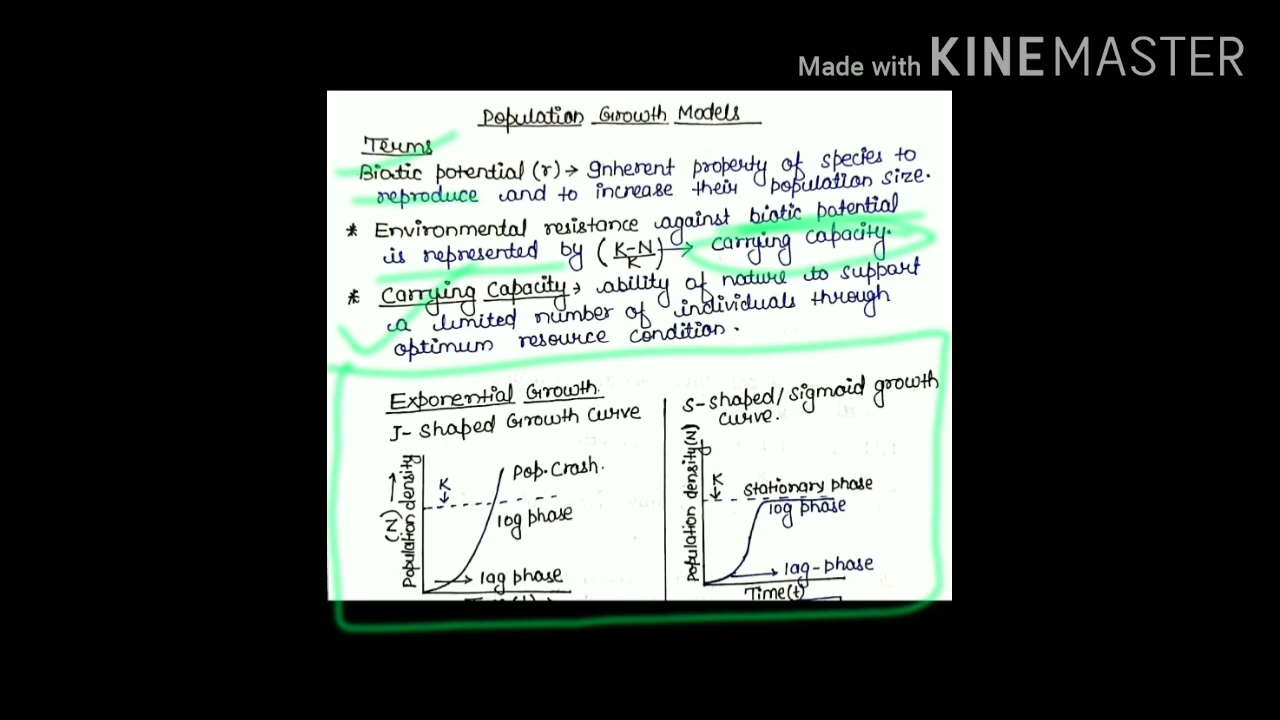 Made with KINEMASTER
Population Growth Models
Terms
Biotic potential (r) → Inherent property of species to
reproduce and to increase their population size.
* Environmental resistance against biotic potential
is represented by (K-N/K) → carrying capacity.
* Carrying Capacity → ability of nature to support
a limited number of individuals through
optimum resource condition.
Exponential Growth.
J-shaped Growth curve
(N) →
Population density
K
↓
Pop. Crash.
log phase
→ lag phase
S-shaped/Sigmoid growth
curve.
Population density(N)
K
↓
stationary phase
log phase
→ lag-phase
Time(t)